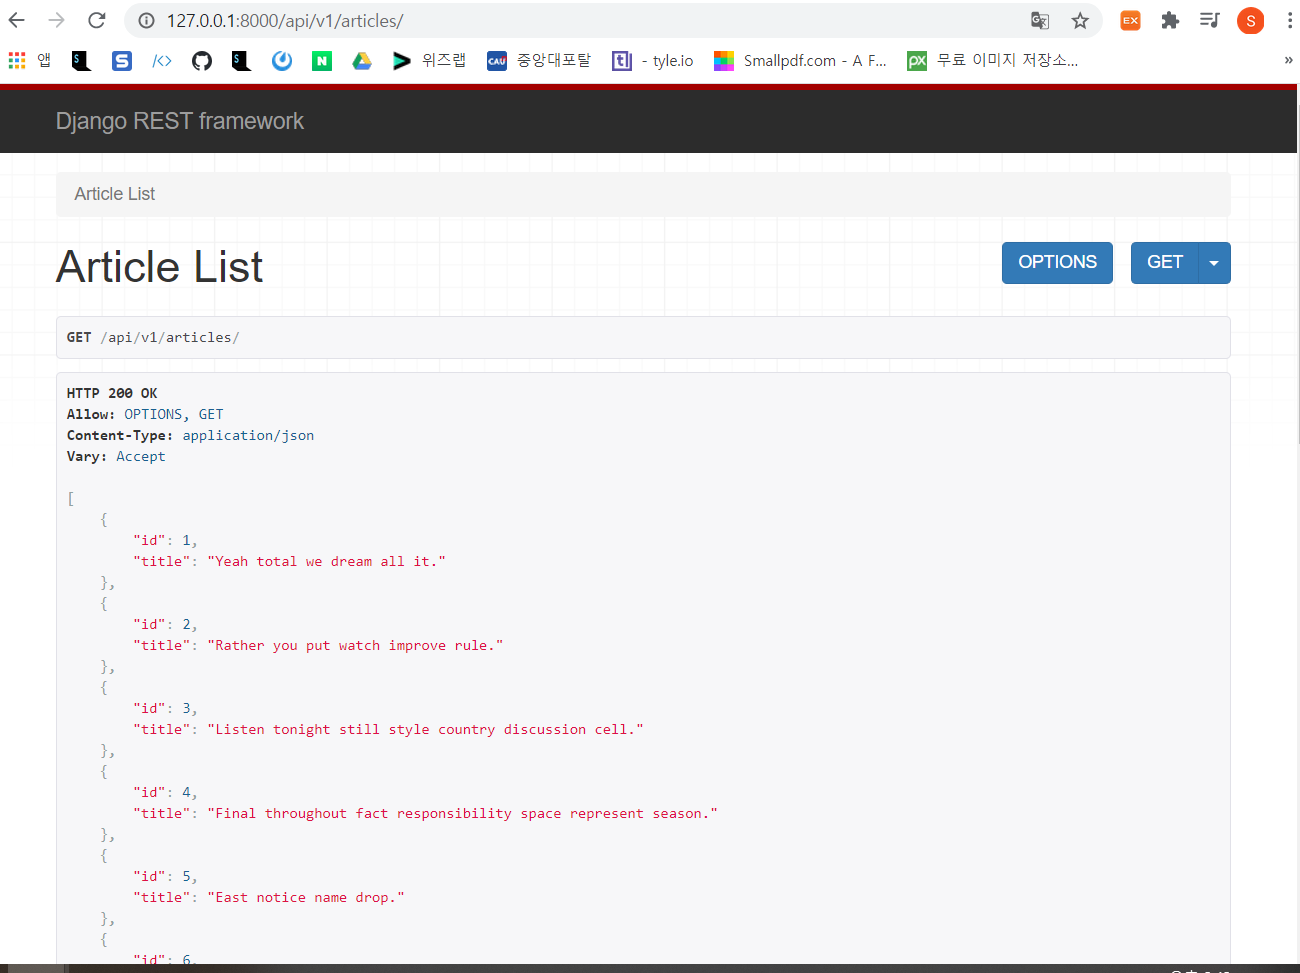 127.0.0.1:8000/api/v1/articles/
EX
S
앱
S
S
S
N
위즈랩
CAU 중앙대포탈
t| - tyle.io
Smallpdf.com - A F...
px 무료 이미지 저장소...
»
Django REST framework
Article List
Article List
OPTIONS
GET
GET /api/v1/articles/
HTTP 200 OK
Allow: OPTIONS, GET
Content-Type: application/json
Vary: Accept
[
{
"id": 1,
"title": "Yeah total we dream all it."
},
{
"id": 2,
"title": "Rather you put watch improve rule."
},
{
"id": 3,
"title": "Listen tonight still style country discussion cell."
},
{
"id": 4,
"title": "Final throughout fact responsibility space represent season."
},
{
"id": 5,
"title": "East notice name drop."
},
{
"id": 6,